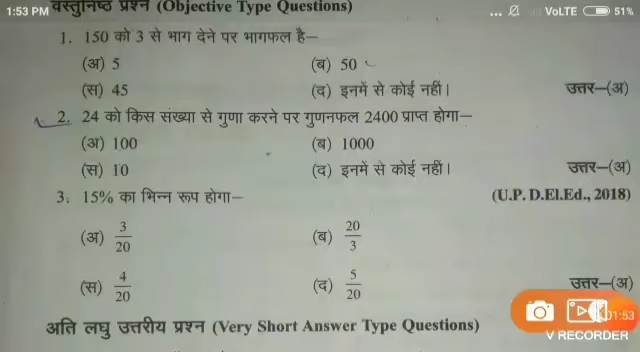 1:53 PM
VoLTE 51%
वस्तुनिष्ठ प्रश्न (Objective Type Questions)
1. 150 को 3 से भाग देने पर भागफल है—
(अ) 5 (ब) 50
(स) 45 (द) इनमें से कोई नहीं। उत्तर—(अ)
2. 24 को किस संख्या से गुणा करने पर गुणनफल 2400 प्राप्त होगा—
(अ) 100 (ब) 1000
(स) 10 (द) इनमें से कोई नहीं। उत्तर—(अ)
3. 15% का भिन्न रूप होगा— (U.P. D.El.Ed., 2018)
(अ) 3/20 (ब) 20/3
(स) 4/20 (द) 5/20 उत्तर—(अ)
01:53
V RECORDER
अति लघु उत्तरीय प्रश्न (Very Short Answer Type Questions)